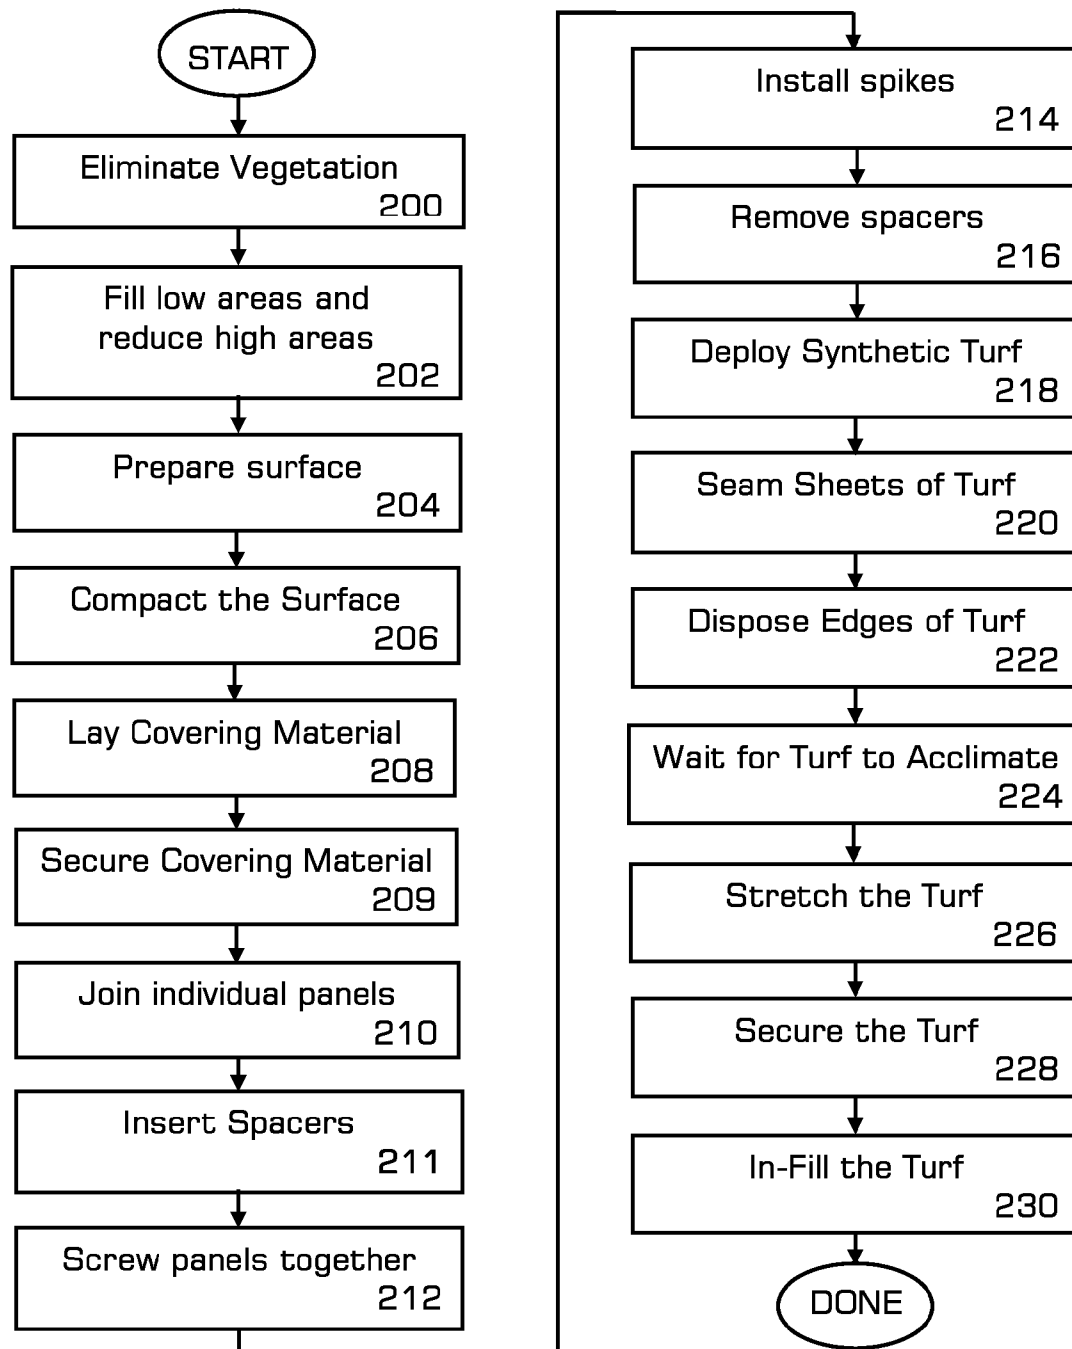 START
Eliminate Vegetation
200
Fill low areas and
reduce high areas
202
Prepare surface
204
Compact the Surface
206
Lay Covering Material
208
Secure Covering Material
209
Join individual panels
210
Insert Spacers
211
Screw panels together
212
Install spikes
214
Remove spacers
216
Deploy Synthetic Turf
218
Seam Sheets of Turf
220
Dispose Edges of Turf
222
Wait for Turf to Acclimate
224
Stretch the Turf
226
Secure the Turf
228
In-Fill the Turf
230
DONE